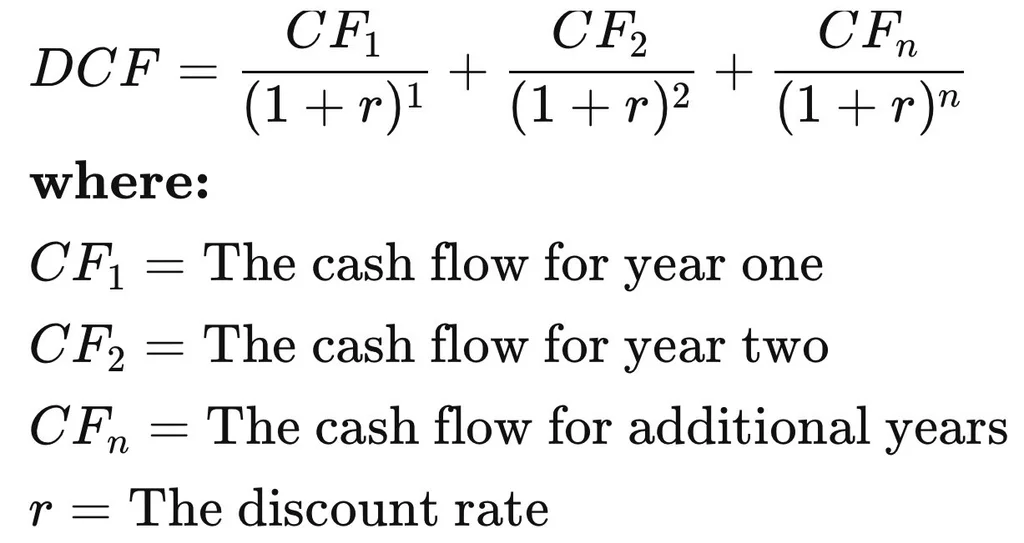 DCF = CF₁/(1 + r)¹ + CF₂/(1 + r)² + CFₙ/(1 + r)ⁿ
where:
CF₁ = The cash flow for year one
CF₂ = The cash flow for year two
CFₙ = The cash flow for additional years
r = The discount rate